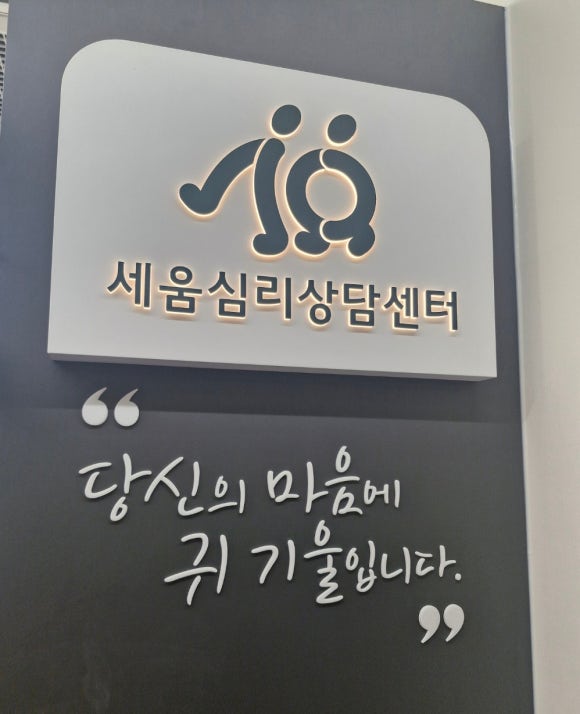 세움심리상담센터
“
당신의 마음에
귀 기울입니다.
”